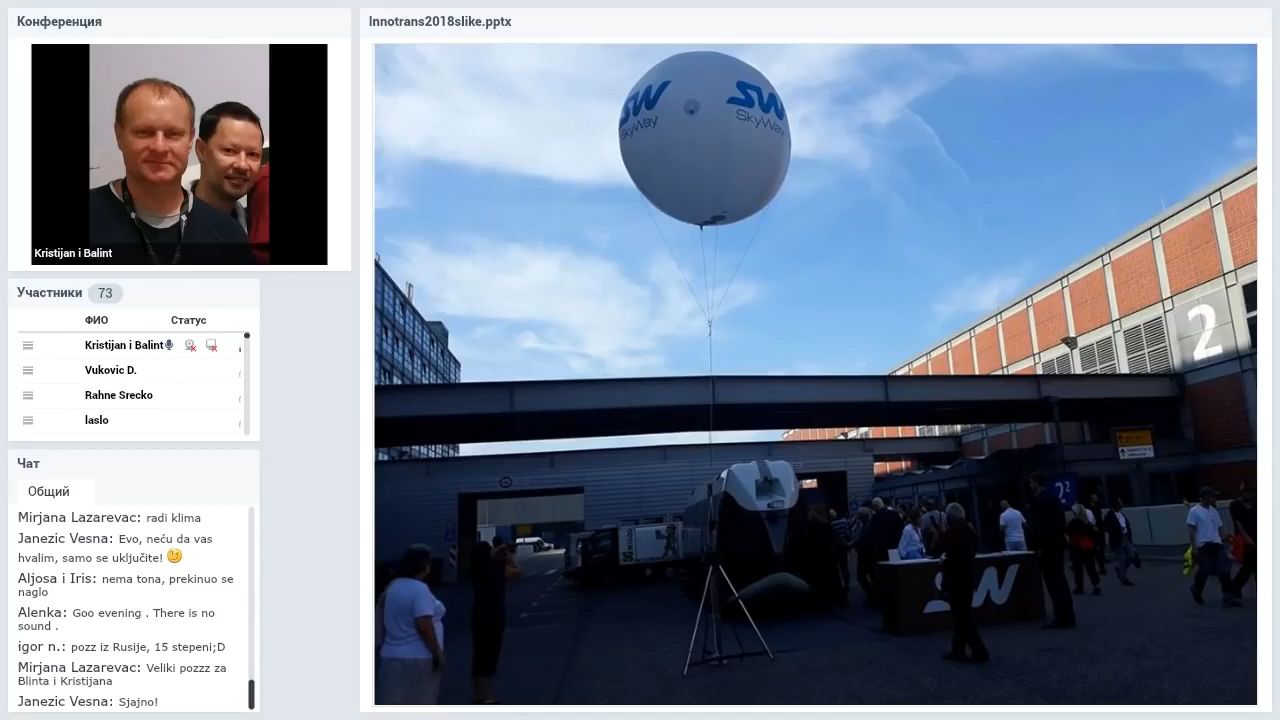 Конференция
Kristijan i Balint
Участники 73
ФИО Статус
Kristijan i Balint
Vukovic D.
Rahne Srecko
laslo
Чат
Общий
Mirjana Lazarevac: radi klima
Janezic Vesna: Evo, neću da vas
hvalim, samo se uključite!
Aljosa i Iris: nema tona, prekinuo se
naglo
Alenka: Goo evening . There is no
sound .
igor n.: pozz iz Rusije, 15 stepeni;D
Mirjana Lazarevac: Veliki pozzz za
Blinta i Kristijana
Janezic Vesna: Sjajno!
Innotrans2018slike.pptx
SW
SkyWay
SW
SkyWay
2
2²
SW